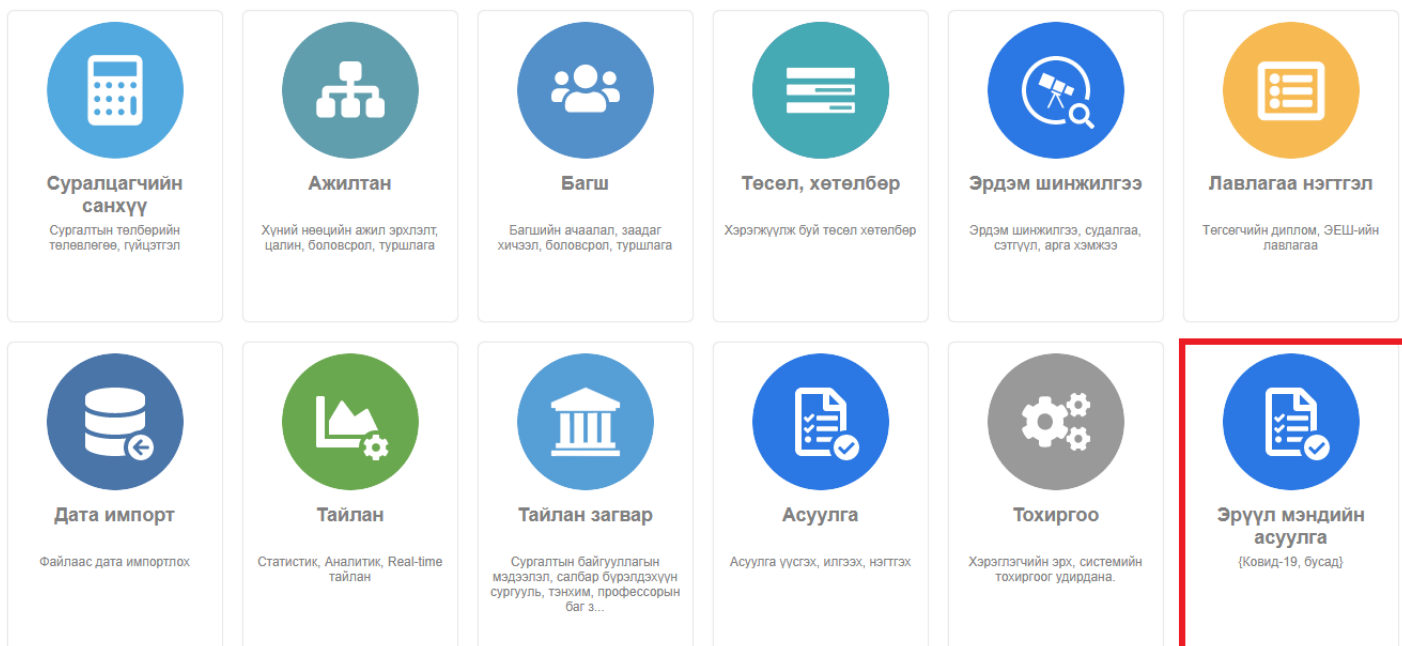 Суралцагчийн
санхүү
Сургалтын төлбөрийн
төлөвлөгөө, гүйцэтгэл
Ажилтан
Хүний нөөцийн ажил эрхлэлт,
цалин, боловсрол, туршлага
Багш
Багшийн ачаалал, заадаг
хичээл, боловсрол, туршлага
Төсөл, хөтөлбөр
Хэрэгжүүлж буй төсөл хөтөлбөр
Эрдэм шинжилгээ
Эрдэм шинжилгээ, судалгаа,
сэтгүүл, арга хэмжээ
Лавлагаа нэгтгэл
Төгсөгчийн диплом, ЭЕШ-ийн
лавлагаа
Дата импорт
Файлаас дата импортлох
Тайлан
Статистик, Аналитик, Real-time
тайлан
Тайлан загвар
Сургалтын байгууллагын
мэдээлэл, салбар бүрэлдэхүүн
сургууль, тэнхим, профессорын
баг з...
Асуулга
Асуулга үүсгэх, илгээх, нэгтгэх
Тохиргоо
Хэрэглэгчийн эрх, системийн
тохиргоог удирдана.
Эрүүл мэндийн
асуулга
{Ковид-19, бусад}